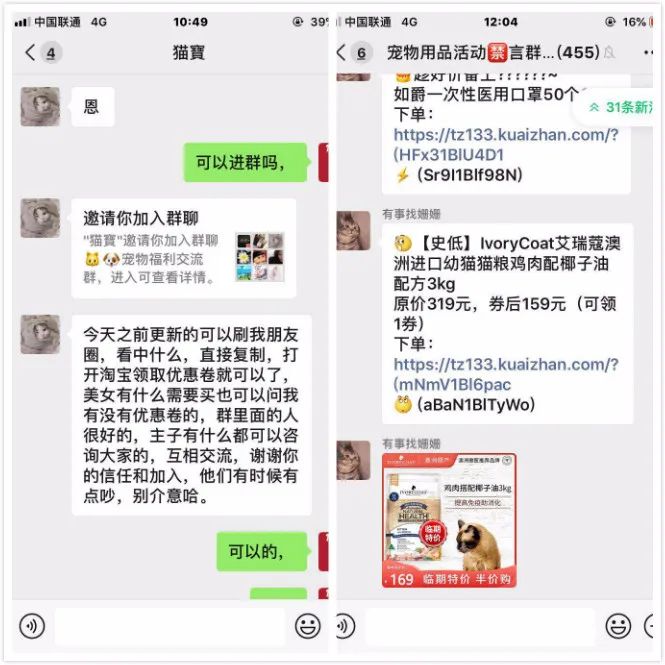 中国联通 4G
10:49
39%
4
猫寶
恩
可以进群吗，
邀请你加入群聊
"猫寶"邀请你加入群聊
🐱🐶宠物福利交流
群，进入可查看详情。
今天之前更新的可以刷我朋友
圈，看中什么，直接复制，打
开淘宝领取优惠卷就可以了，
美女有什么需要买也可以问我
有没有优惠卷的，群里面的人
很好的，主子有什么都可以咨
询大家的，互相交流，谢谢你
的信任和加入，他们有时候有
点吵，别介意哈。
可以的，
中国联通 4G
12:04
16%
6
宠物用品活动🈲言群...(455)
如爵一次性医用口罩50个
31条新
下单：
https://tz133.kuaizhan.com/?
(HFx31BlU4D1
⚡ (Sr9l1Blf98N)
有事找姗姗
【史低】IvoryCoat艾瑞蔻澳
洲进口幼猫猫粮鸡肉配椰子油
配方3kg
原价319元，券后159元（可领
1券）
下单：
https://tz133.kuaizhan.com/?
(mNmV1Bl6pac
(aBaN1BlTyWo)
有事找姗姗
鸡肉搭配椰子油3kg
提高免疫助消化
NATURAL
HEALTH
临期
特价
169 临期特价 半价购